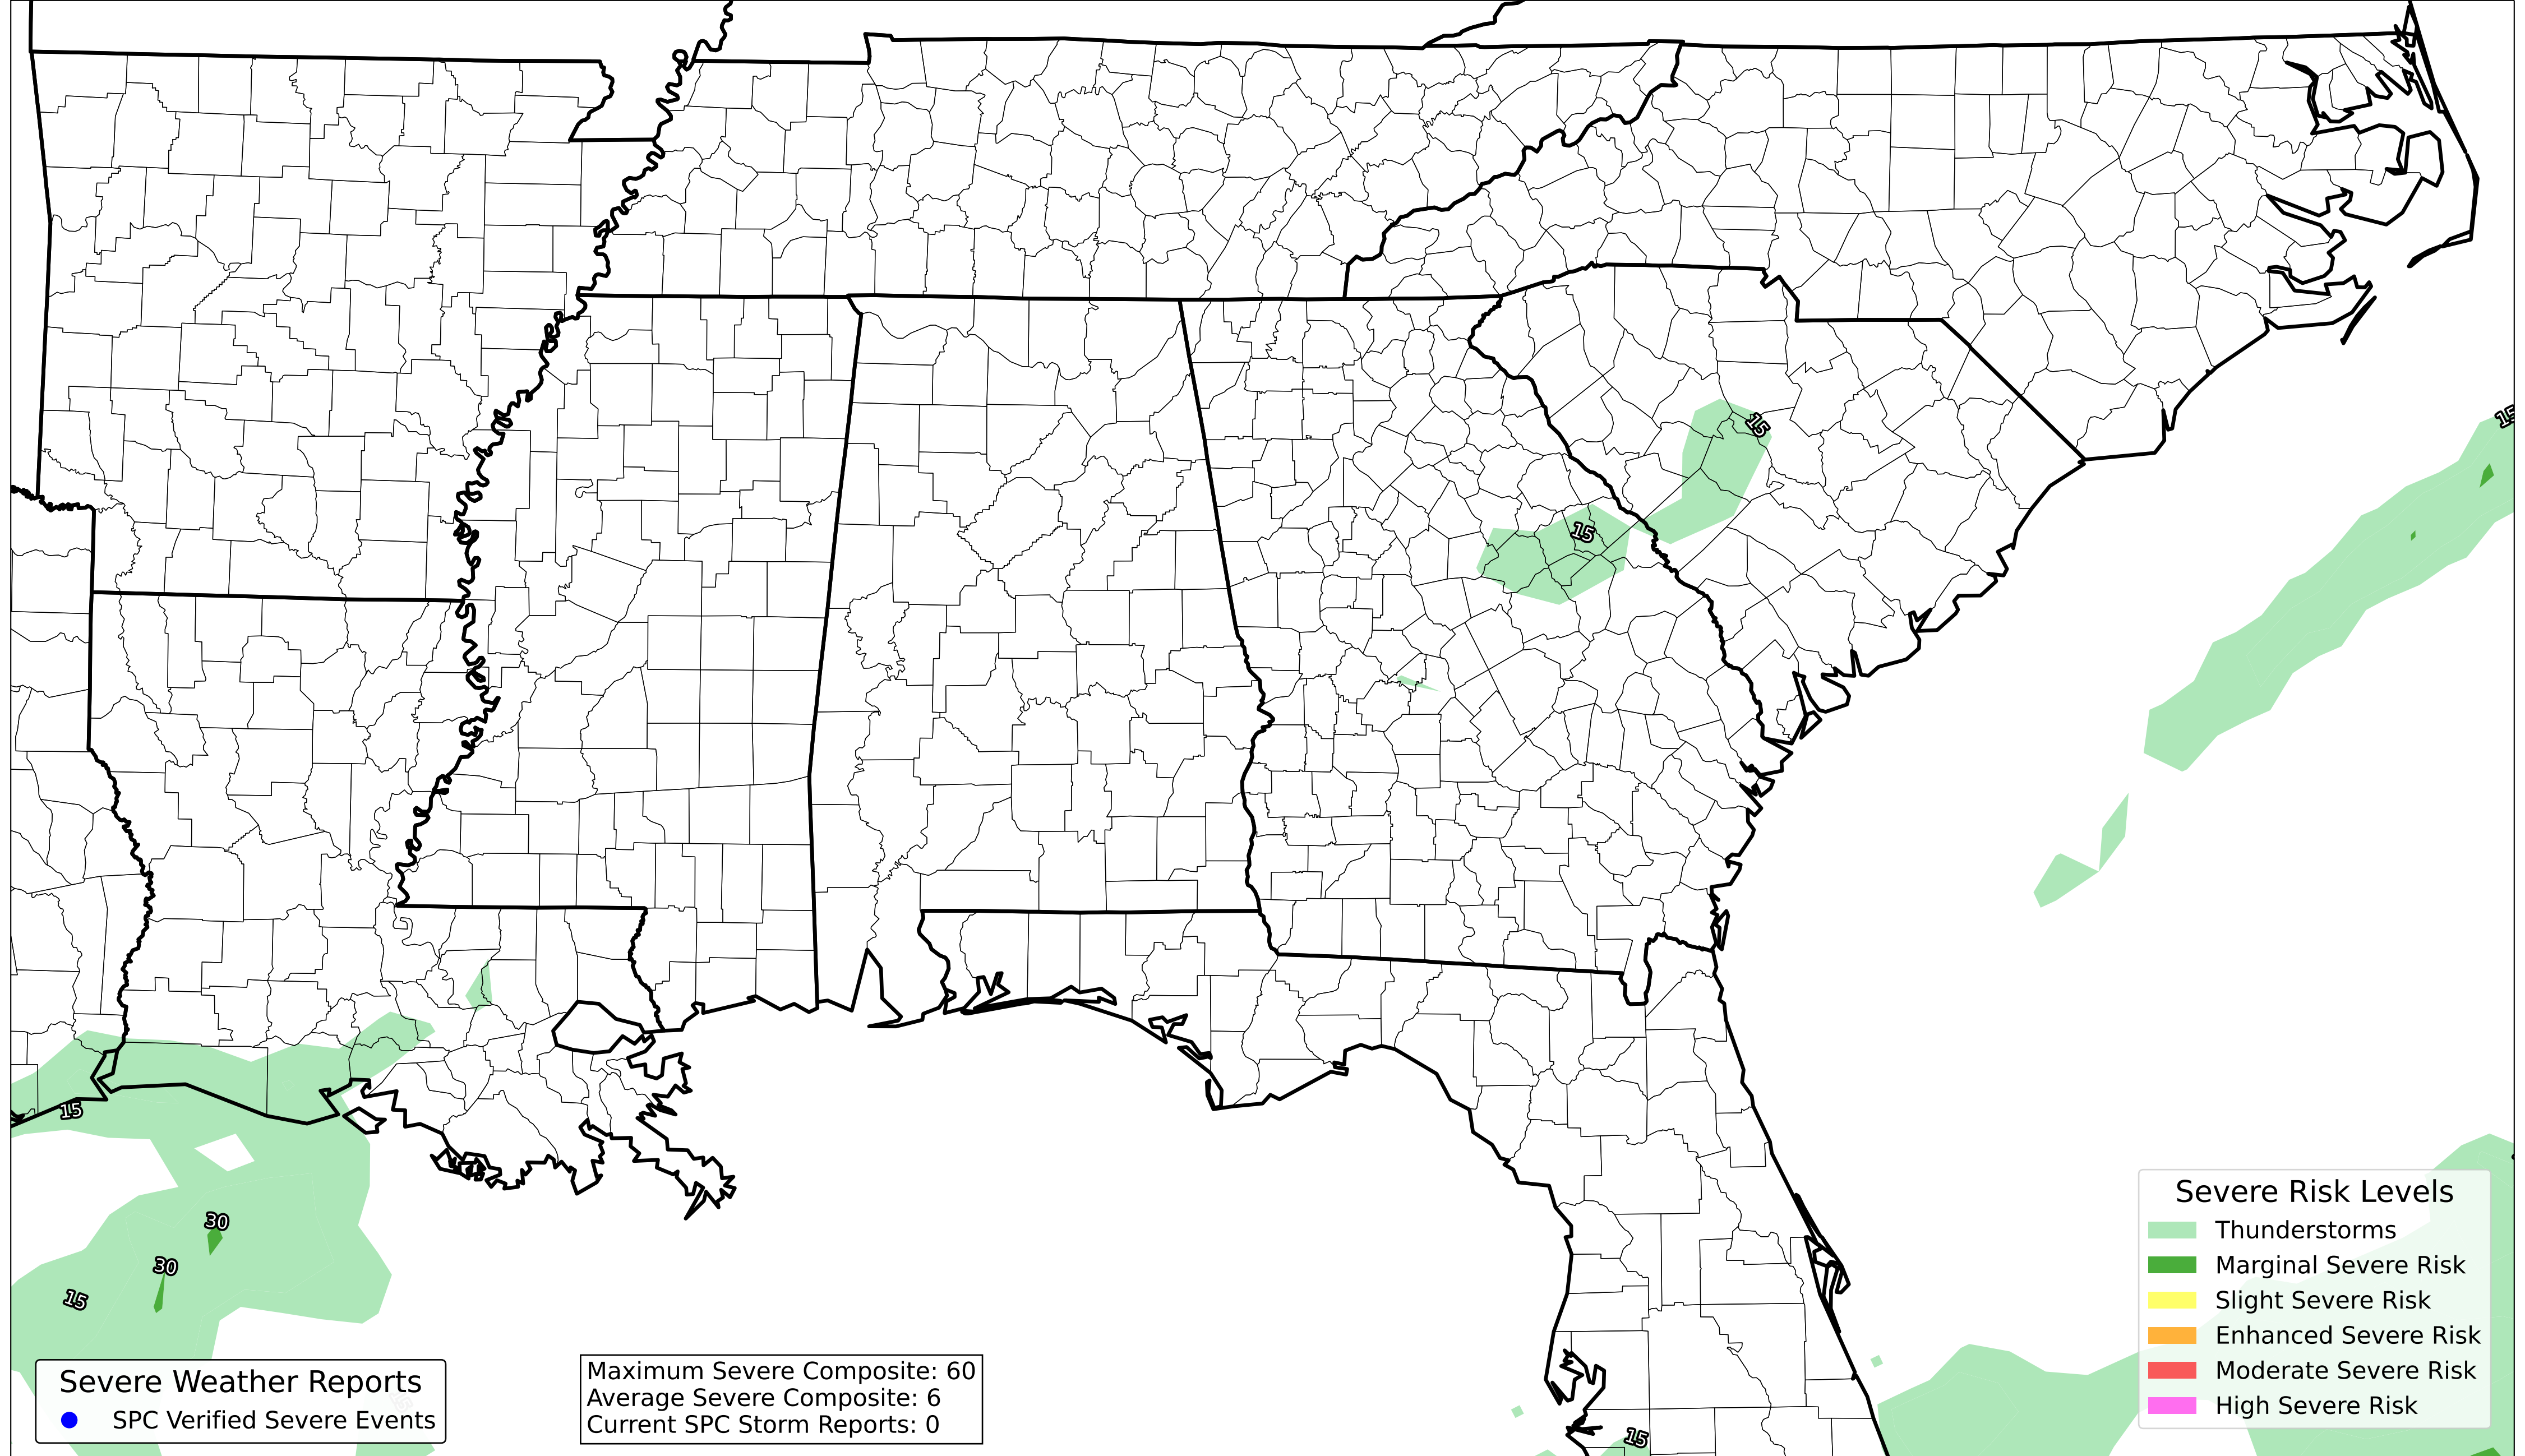 15
15
15
15
30
30
15
15
Severe Risk Levels
Thunderstorms
Marginal Severe Risk
Slight Severe Risk
Enhanced Severe Risk
Moderate Severe Risk
High Severe Risk
Severe Weather Reports
SPC Verified Severe Events
Maximum Severe Composite: 60
Average Severe Composite: 6
Current SPC Storm Reports: 0